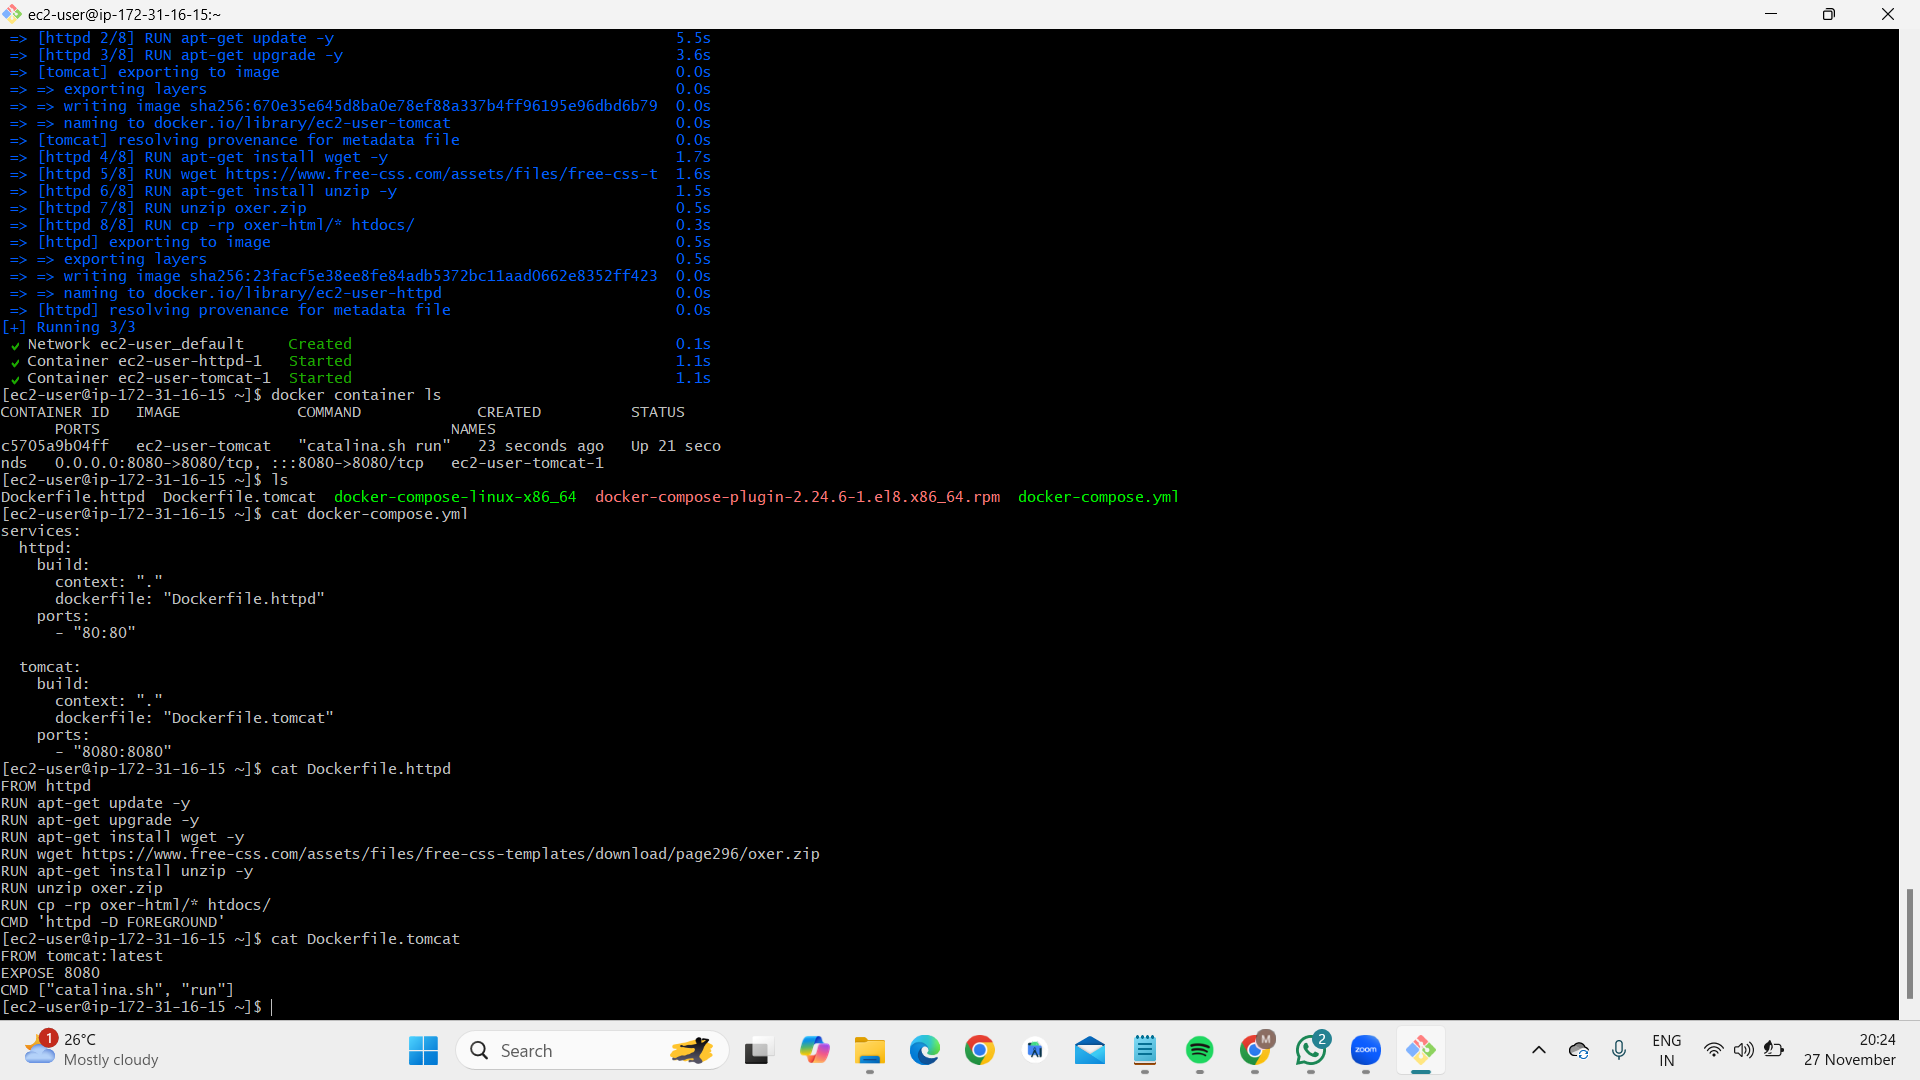 ec2-user@ip-172-31-16-15:~
=> [httpd 2/8] RUN apt-get update -y 5.5s
=> [httpd 3/8] RUN apt-get upgrade -y 3.6s
=> [tomcat] exporting to image 0.0s
=> => exporting layers 0.0s
=> => writing image sha256:670e35e645d8ba0e78ef88a337b4ff96195e96dbd6b79 0.0s
=> => naming to docker.io/library/ec2-user-tomcat 0.0s
=> [tomcat] resolving provenance for metadata file 0.0s
=> [httpd 4/8] RUN apt-get install wget -y 1.7s
=> [httpd 5/8] RUN wget https://www.free-css.com/assets/files/free-css-t 1.6s
=> [httpd 6/8] RUN apt-get install unzip -y 1.5s
=> [httpd 7/8] RUN unzip oxer.zip 0.5s
=> [httpd 8/8] RUN cp -rp oxer-html/* htdocs/ 0.3s
=> [httpd] exporting to image 0.5s
=> => exporting layers 0.5s
=> => writing image sha256:23facf5e38ee8fe84adb5372bc11aad0662e8352ff423 0.0s
=> => naming to docker.io/library/ec2-user-httpd 0.0s
=> [httpd] resolving provenance for metadata file 0.0s
[+] Running 3/3
✔ Network ec2-user_default Created 0.1s
✔ Container ec2-user-httpd-1 Started 1.1s
✔ Container ec2-user-tomcat-1 Started 1.1s
[ec2-user@ip-172-31-16-15 ~]$ docker container ls
CONTAINER ID IMAGE COMMAND CREATED STATUS
PORTS NAMES
c5705a9b04ff ec2-user-tomcat "catalina.sh run" 23 seconds ago Up 21 seco
nds 0.0.0.0:8080->8080/tcp, :::8080->8080/tcp ec2-user-tomcat-1
[ec2-user@ip-172-31-16-15 ~]$ ls
Dockerfile.httpd Dockerfile.tomcat docker-compose-linux-x86_64 docker-compose-plugin-2.24.6-1.el8.x86_64.rpm docker-compose.yml
[ec2-user@ip-172-31-16-15 ~]$ cat docker-compose.yml
services:
httpd:
build:
context: "."
dockerfile: "Dockerfile.httpd"
ports:
- "80:80"
tomcat:
build:
context: "."
dockerfile: "Dockerfile.tomcat"
ports:
- "8080:8080"
[ec2-user@ip-172-31-16-15 ~]$ cat Dockerfile.httpd
FROM httpd
RUN apt-get update -y
RUN apt-get upgrade -y
RUN apt-get install wget -y
RUN wget https://www.free-css.com/assets/files/free-css-templates/download/page296/oxer.zip
RUN apt-get install unzip -y
RUN unzip oxer.zip
RUN cp -rp oxer-html/* htdocs/
CMD 'httpd -D FOREGROUND'
[ec2-user@ip-172-31-16-15 ~]$ cat Dockerfile.tomcat
FROM tomcat:latest
EXPOSE 8080
CMD ["catalina.sh", "run"]
[ec2-user@ip-172-31-16-15 ~]$
1 26°C
Mostly cloudy
Search
M
2
zoom
ENG
IN
20:24
27 November